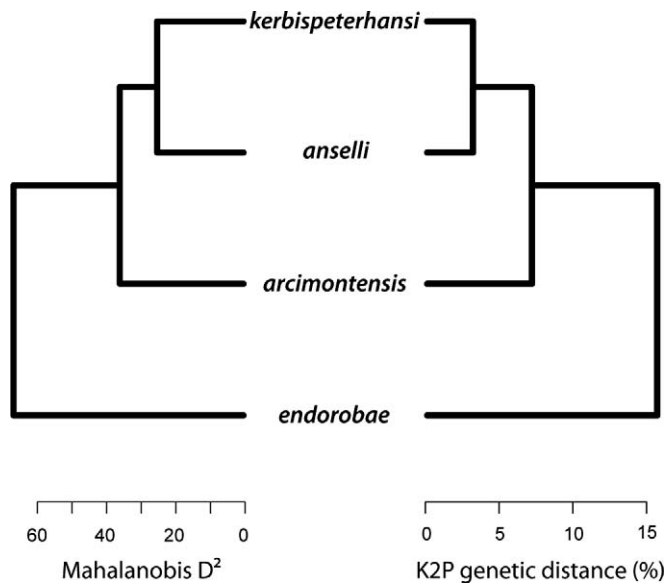 kerbispeterhansi
anselli
arcimontensis
endorobae
60 40 20 0
0 5 10 15
Mahalanobis D²
K2P genetic distance (%)